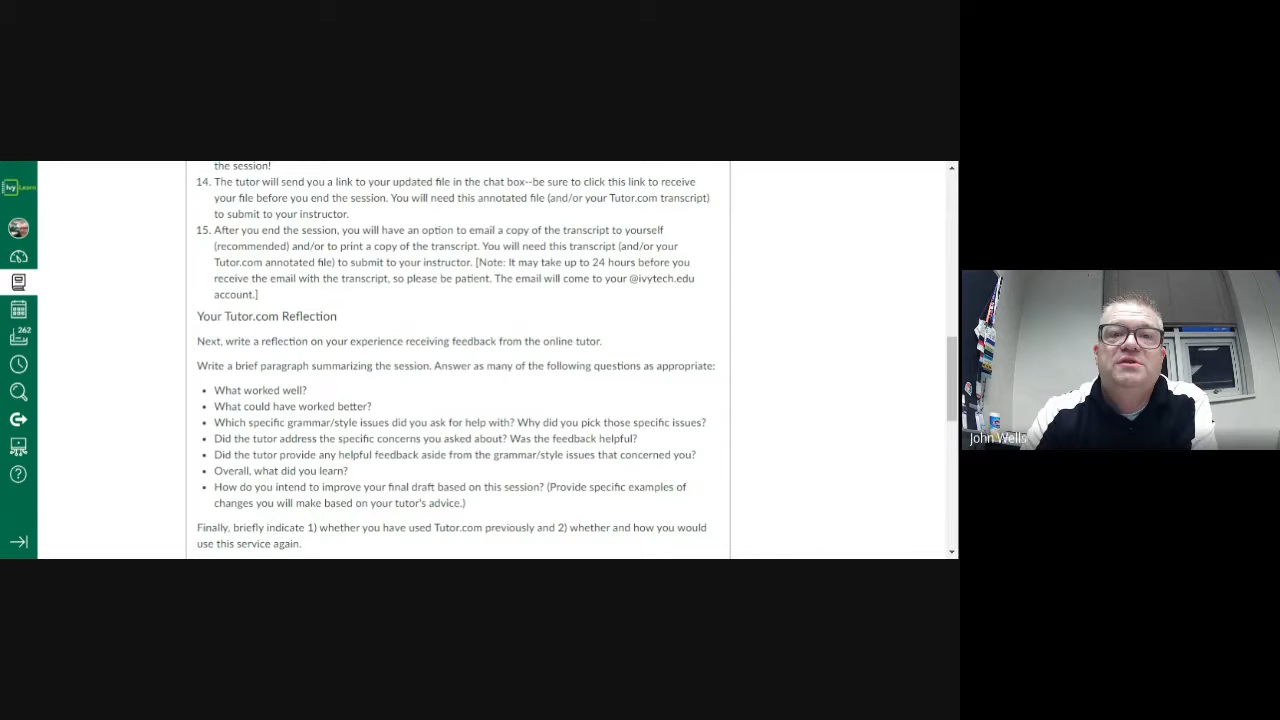 the session!
14. The tutor will send you a link to your updated file in the chat box--be sure to click this link to receive
your file before you end the session. You will need this annotated file (and/or your Tutor.com transcript)
to submit to your instructor.
15. After you end the session, you will have an option to email a copy of the transcript to yourself
(recommended) and/or to print a copy of the transcript. You will need this transcript (and/or your
Tutor.com annotated file) to submit to your instructor. [Note: It may take up to 24 hours before you
receive the email with the transcript, so please be patient. The email will come to your @ivytech.edu
account.]
Your Tutor.com Reflection
Next, write a reflection on your experience receiving feedback from the online tutor.
Write a brief paragraph summarizing the session. Answer as many of the following questions as appropriate:
• What worked well?
• What could have worked better?
• Which specific grammar/style issues did you ask for help with? Why did you pick those specific issues?
• Did the tutor address the specific concerns you asked about? Was the feedback helpful?
• Did the tutor provide any helpful feedback aside from the grammar/style issues that concerned you?
• Overall, what did you learn?
• How do you intend to improve your final draft based on this session? (Provide specific examples of
changes you will make based on your tutor's advice.)
Finally, briefly indicate 1) whether you have used Tutor.com previously and 2) whether and how you would
use this service again.
ivy Learn
262
John Wells